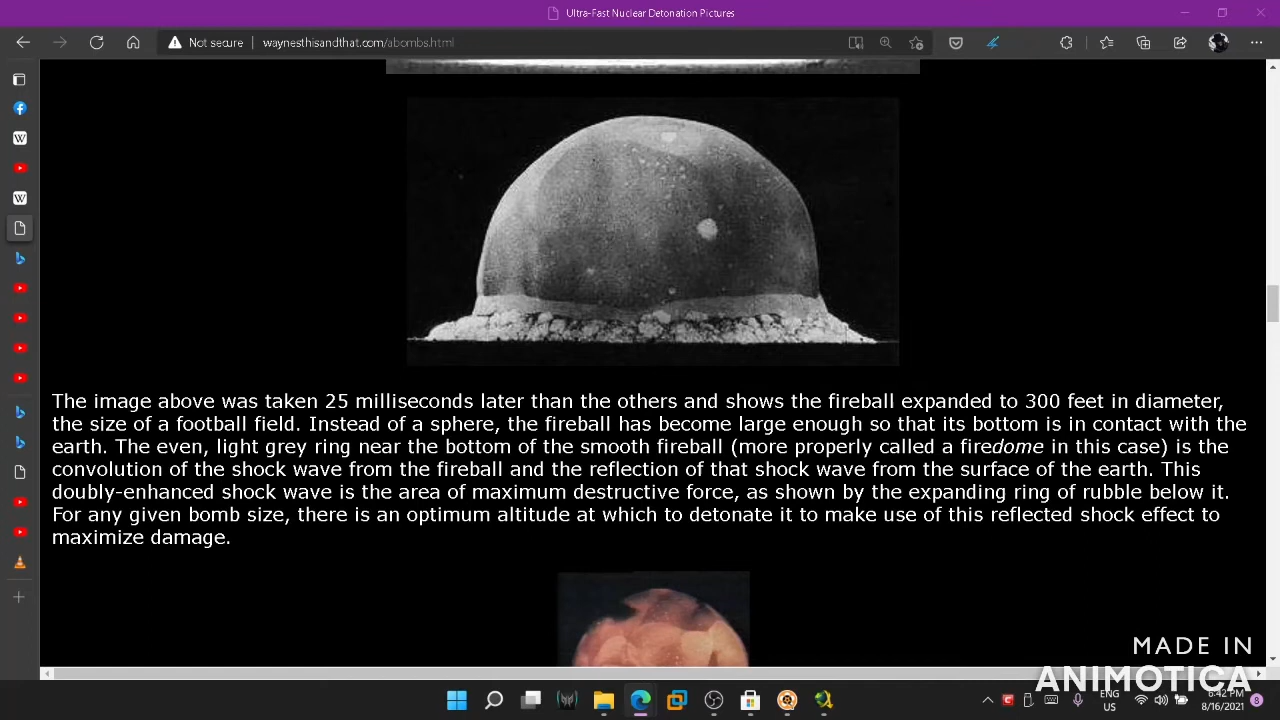 Ultra-Fast Nuclear Detonation Pictures
Not secure | waynesthisandthat.com/abombs.html
The image above was taken 25 milliseconds later than the others and shows the fireball expanded to 300 feet in diameter,
the size of a football field. Instead of a sphere, the fireball has become large enough so that its bottom is in contact with the
earth. The even, light grey ring near the bottom of the smooth fireball (more properly called a firedome in this case) is the
convolution of the shock wave from the fireball and the reflection of that shock wave from the surface of the earth. This
doubly-enhanced shock wave is the area of maximum destructive force, as shown by the expanding ring of rubble below it.
For any given bomb size, there is an optimum altitude at which to detonate it to make use of this reflected shock effect to
maximize damage.
MADE IN
ANIMOTICA
ENG
US
6:42 PM
8/16/2021
8